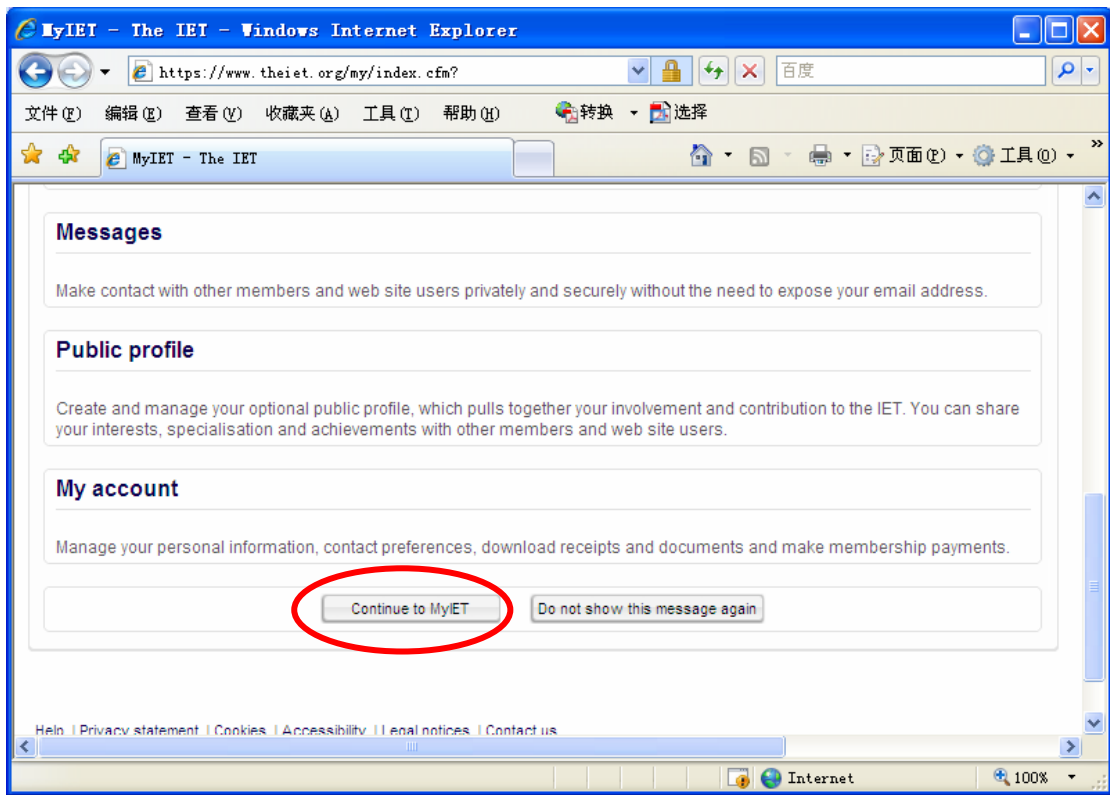 MyIET - The IET - Windows Internet Explorer
https://www.theiet.org/my/index.cfm?
百度
文件(F) 编辑(E) 查看(V) 收藏夹(A) 工具(T) 帮助(H) 转换 选择
MyIET - The IET 页面(P) 工具(O) »
Messages
Make contact with other members and web site users privately and securely without the need to expose your email address.
Public profile
Create and manage your optional public profile, which pulls together your involvement and contribution to the IET. You can share
your interests, specialisation and achievements with other members and web site users.
My account
Manage your personal information, contact preferences, download receipts and documents and make membership payments.
Continue to MyIET Do not show this message again
Help | Privacy statement | Cookies | Accessibility | Legal notices | Contact us
Internet 100%